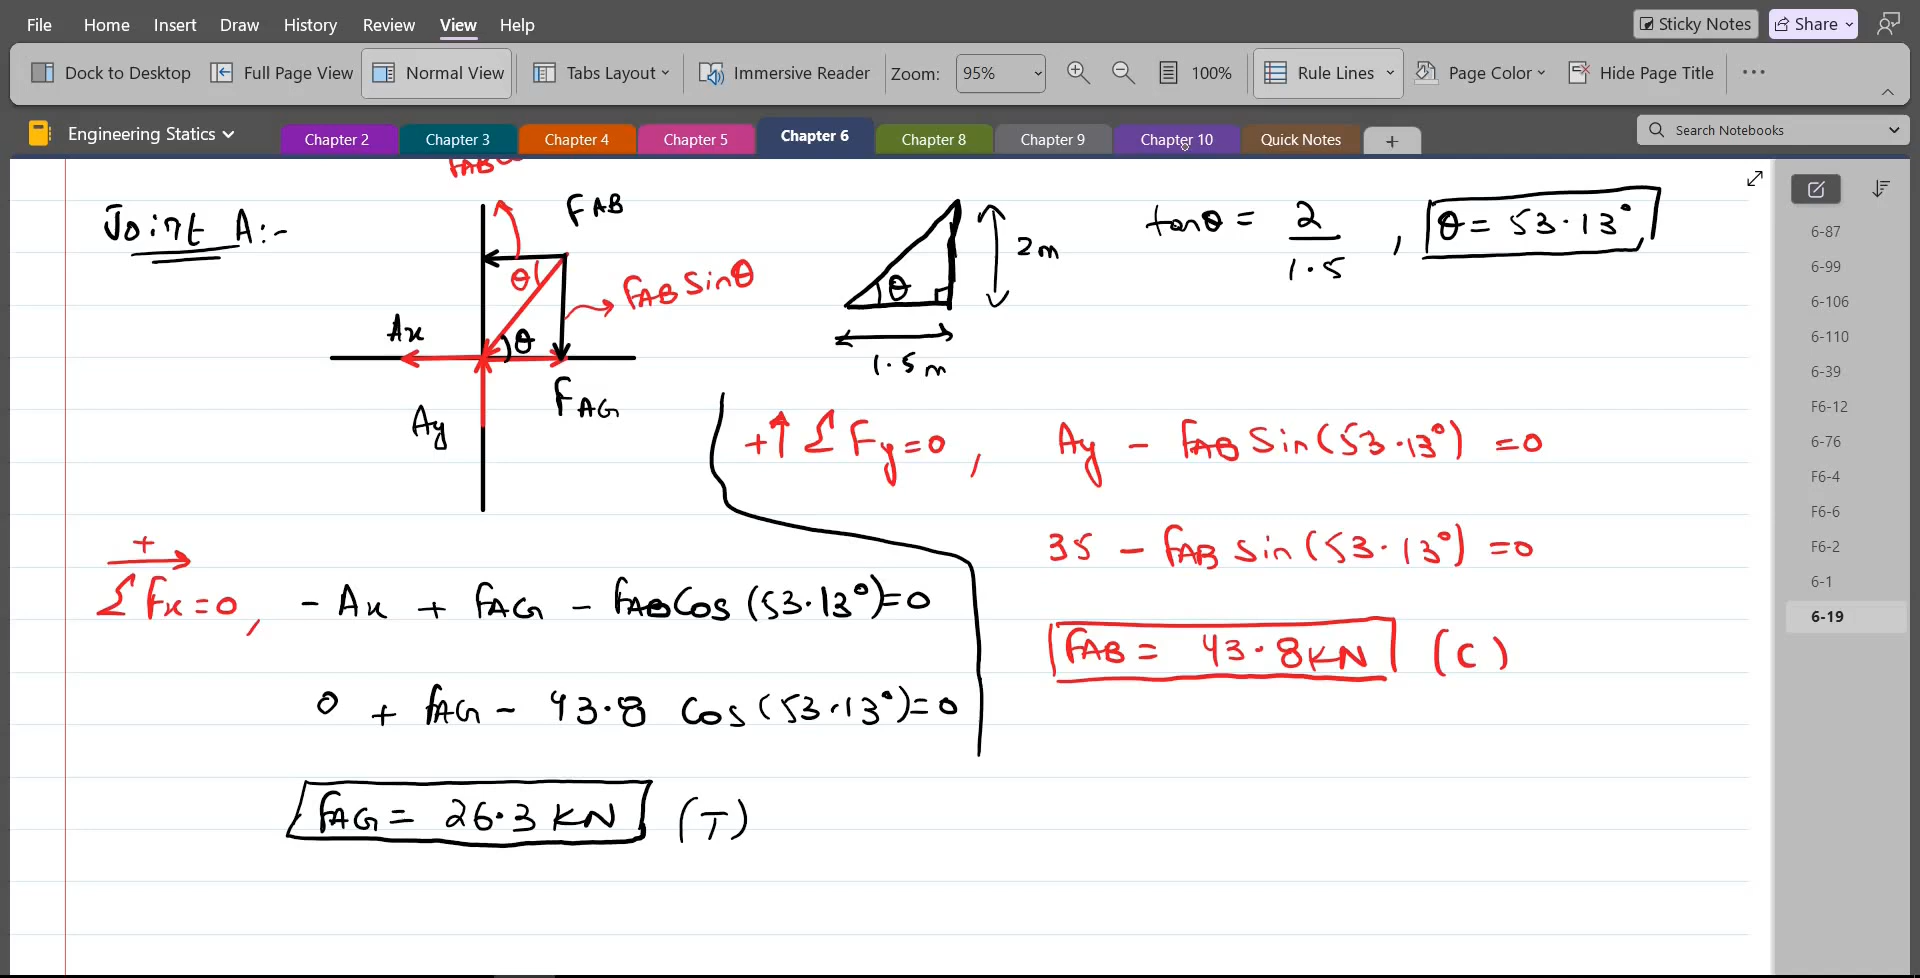 File Home Insert Draw History Review View Help Sticky Notes Share
Dock to Desktop Full Page View Normal View Tabs Layout Immersive Reader Zoom: 95% 100% Rule Lines Page Color Hide Page Title ...
Engineering Statics Chapter 2 Chapter 3 Chapter 4 Chapter 5 Chapter 6 Chapter 8 Chapter 9 Chapter 10 Quick Notes + Search Notebooks
Joint A:-
FAB
θ
FAB Sinθ
Ax
θ
FAG
Ay
θ
2m
1.5m
tanθ = 2/1.5 , θ = 53.13°
+↑ Σ Fy=0, Ay - FAB Sin(53.13°) =0
35 - FAB sin(53.13°) =0
FAB = 43.8KN (C)
+→
Σ Fx=0, - Ax + FAG - FABCos (53.13°)=0
0 + FAG - 43.8 Cos(53.13°)=0
FAG = 26.3 KN (T)
6-87
6-99
6-106
6-110
6-39
F6-12
6-76
F6-4
F6-6
F6-2
6-1
6-19